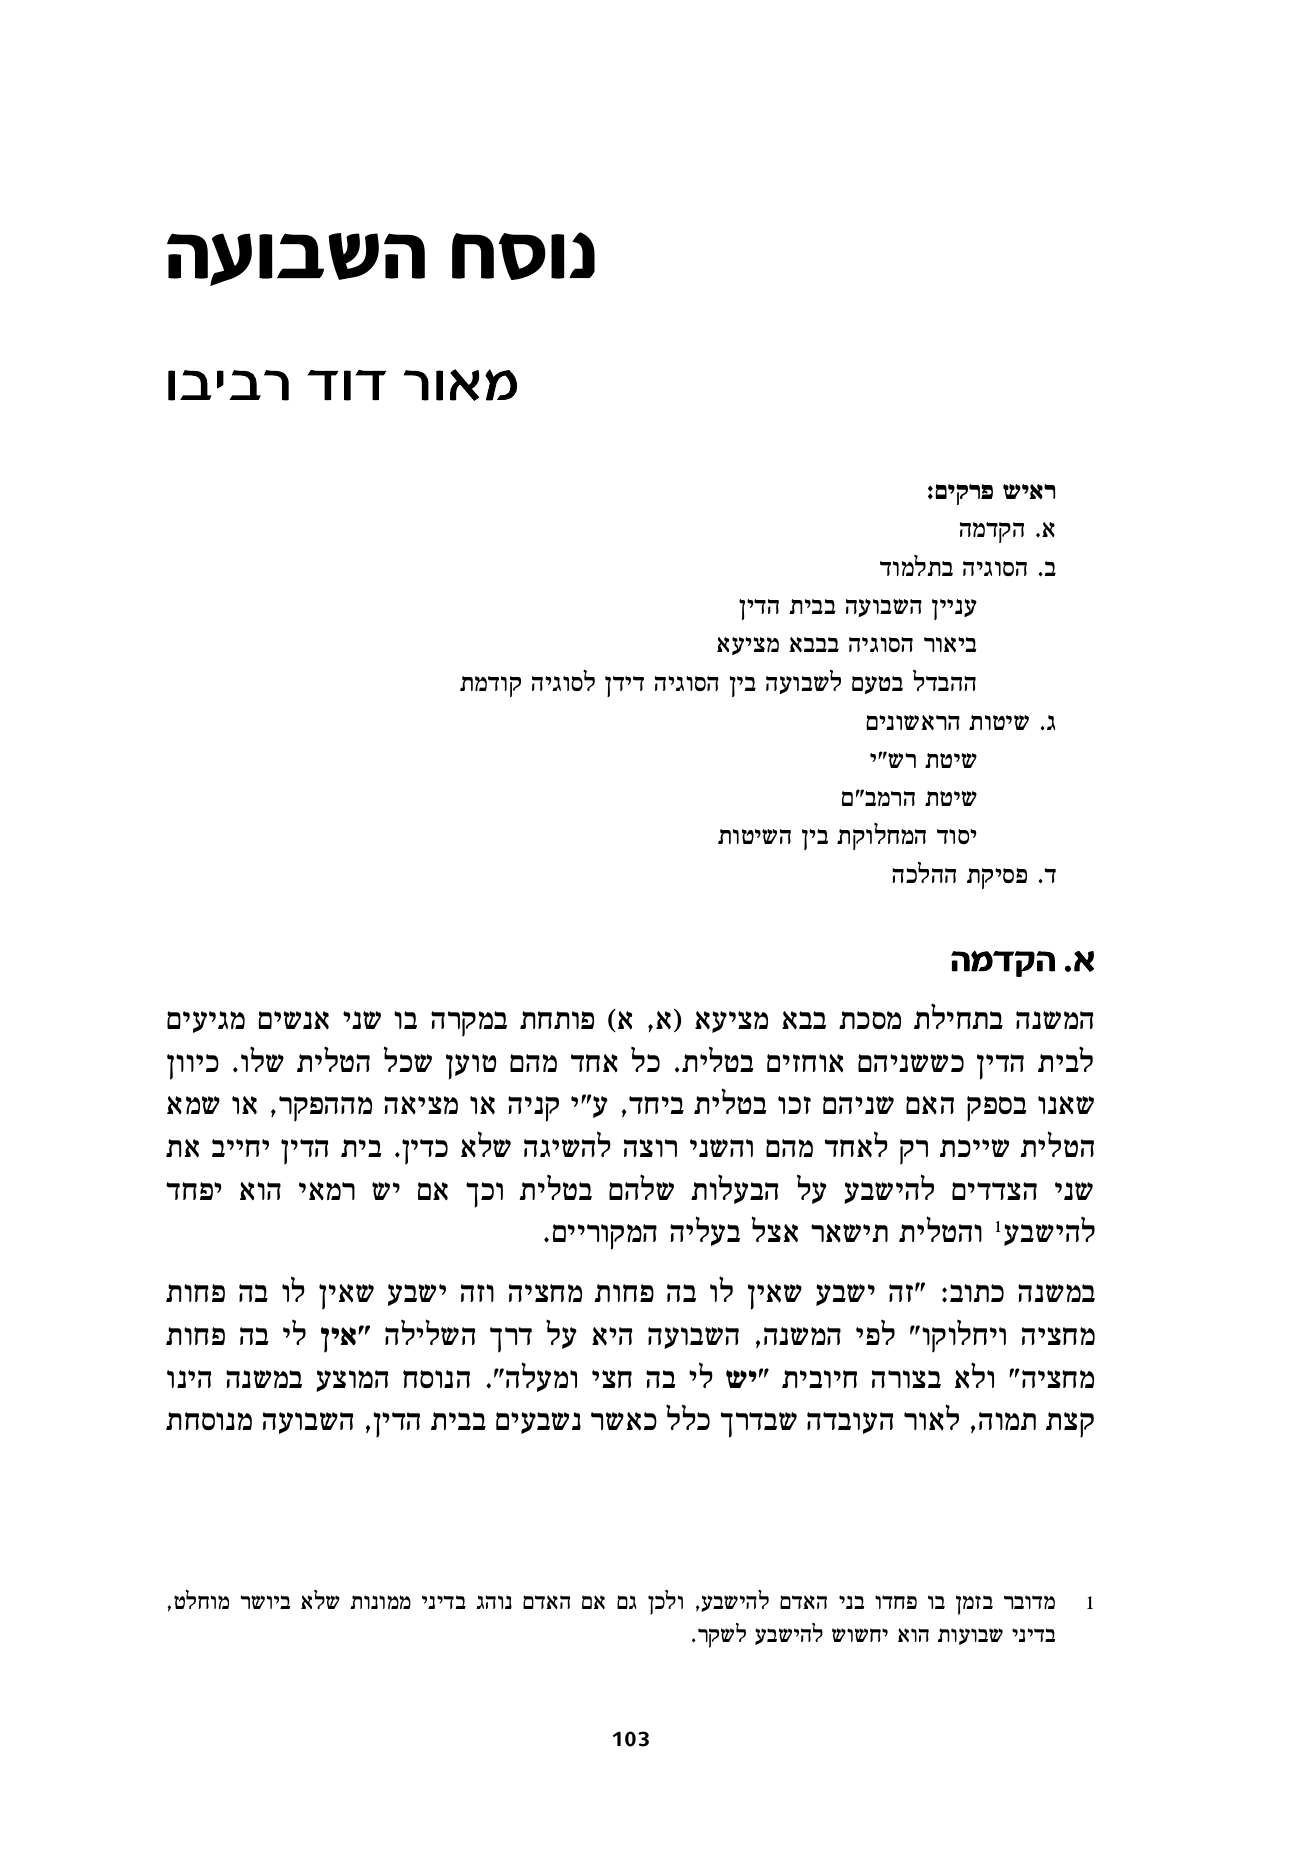 נוסח השבועה
מאור דוד רביבו
ראיש פרקים:
א. הקדמה
ב. הסוגיה בתלמוד
עניין השבועה בבית הדין
ביאור הסוגיה בבבא מציעא
ההבדל בטעם לשבועה בין הסוגיה דידן לסוגיה קודמת
ג. שיטות הראשונים
שיטת רש"י
שיטת הרמב"ם
יסוד המחלוקת בין השיטות
ד. פסיקת ההלכה
א. הקדמה
המשנה בתחילת מסכת בבא מציעא (א, א) פותחת במקרה בו שני אנשים מגיעים
לבית הדין כששניהם אוחזים בטלית. כל אחד מהם טוען שכל הטלית שלו. כיוון
שאנו בספק האם שניהם זכו בטלית ביחד, ע"י קניה או מציאה מההפקר, או שמא
הטלית שייכת רק לאחד מהם והשני רוצה להשיגה שלא כדין. בית הדין יחייב את
שני הצדדים להישבע על הבעלות שלהם בטלית וכך אם יש רמאי הוא יפחד
להישבע1 והטלית תישאר אצל בעליה המקוריים.
במשנה כתוב: "זה ישבע שאין לו בה פחות מחציה וזה ישבע שאין לו בה פחות
מחציה ויחלוקו" לפי המשנה, השבועה היא על דרך השלילה "אין לי בה פחות
מחציה" ולא בצורה חיובית "יש לי בה חצי ומעלה". הנוסח המוצע במשנה הינו
קצת תמוה, לאור העובדה שבדרך כלל כאשר נשבעים בבית הדין, השבועה מנוסחת
1 מדובר בזמן בו פחדו בני האדם להישבע, ולכן גם אם האדם נוהג בדיני ממונות שלא ביושר מוחלט,
בדיני שבועות הוא יחשוש להישבע לשקר.
103